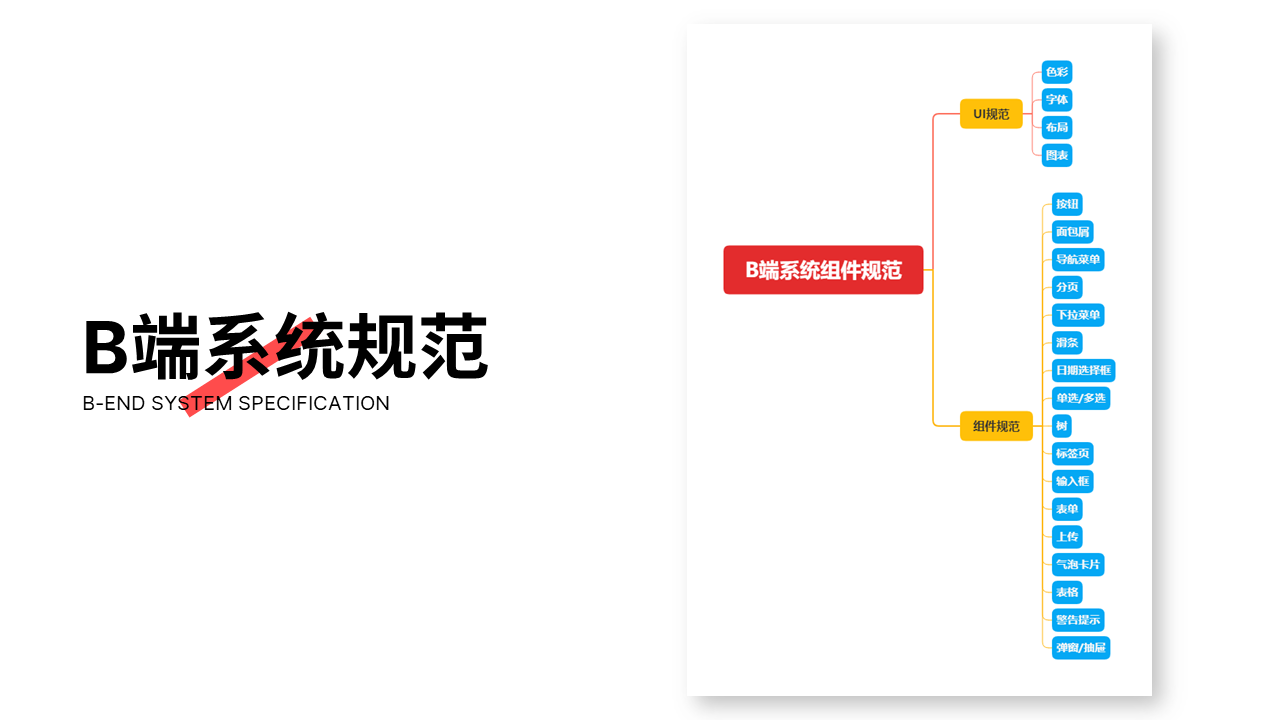 B端系统规范
B-END SYSTEM SPECIFICATION
B端系统组件规范
UI规范
色彩
字体
布局
图表
组件规范
按钮
面包屑
导航菜单
分页
下拉菜单
滑条
日期选择框
单选/多选
树
标签页
输入框
表单
上传
气泡卡片
表格
警告提示
弹窗/抽屉